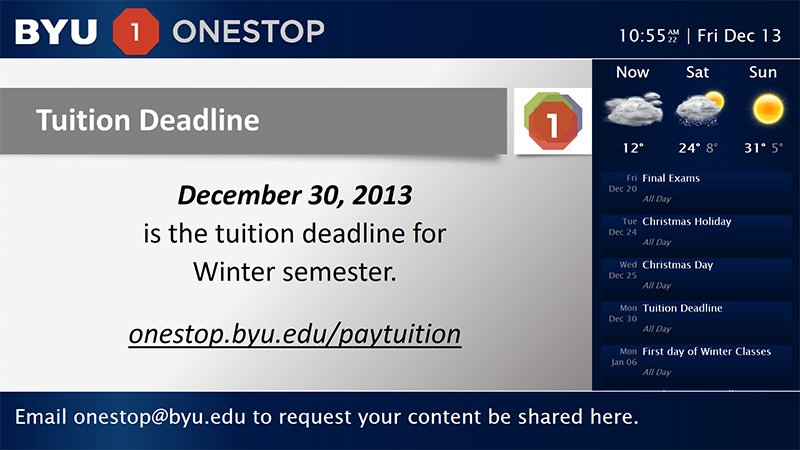 BYU 1 ONESTOP
10:55 AM 22 | Fri Dec 13
Tuition Deadline
1
December 30, 2013
is the tuition deadline for
Winter semester.
onestop.byu.edu/paytuition
Now Sat Sun
12° 24° 8° 31° 5°
Fri Final Exams
Dec 20
All Day
Tue Christmas Holiday
Dec 24
All Day
Wed Christmas Day
Dec 25
All Day
Mon Tuition Deadline
Dec 30
All Day
Mon First day of Winter Classes
Jan 06
All Day
Email onestop@byu.edu to request your content be shared here.